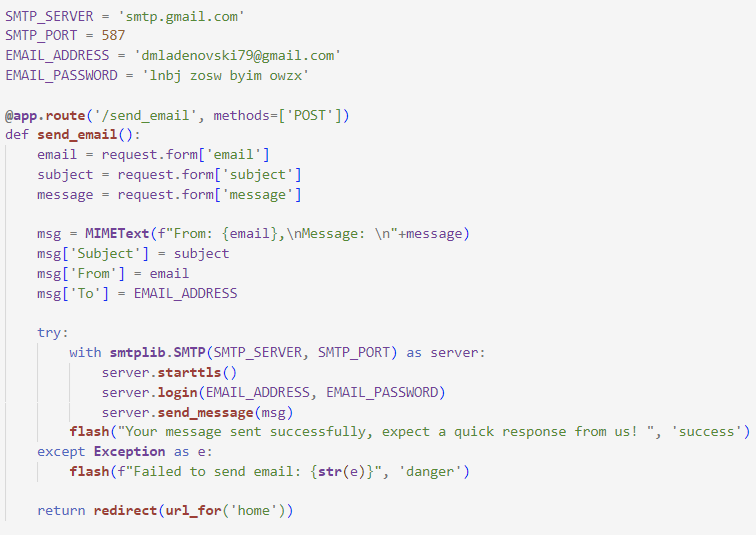 SMTP_SERVER = 'smtp.gmail.com'
SMTP_PORT = 587
EMAIL_ADDRESS = 'dmladenovski79@gmail.com'
EMAIL_PASSWORD = 'lnbj zosw byim owzx'

@app.route('/send_email', methods=['POST'])
def send_email():
    email = request.form['email']
    subject = request.form['subject']
    message = request.form['message']

    msg = MIMEText(f"From: {email},\nMessage: \n"+message)
    msg['Subject'] = subject
    msg['From'] = email
    msg['To'] = EMAIL_ADDRESS

    try:
        with smtplib.SMTP(SMTP_SERVER, SMTP_PORT) as server:
            server.starttls()
            server.login(EMAIL_ADDRESS, EMAIL_PASSWORD)
            server.send_message(msg)
        flash("Your message sent successfully, expect a quick response from us! ", 'success')
    except Exception as e:
        flash(f"Failed to send email: {str(e)}", 'danger')

    return redirect(url_for('home'))